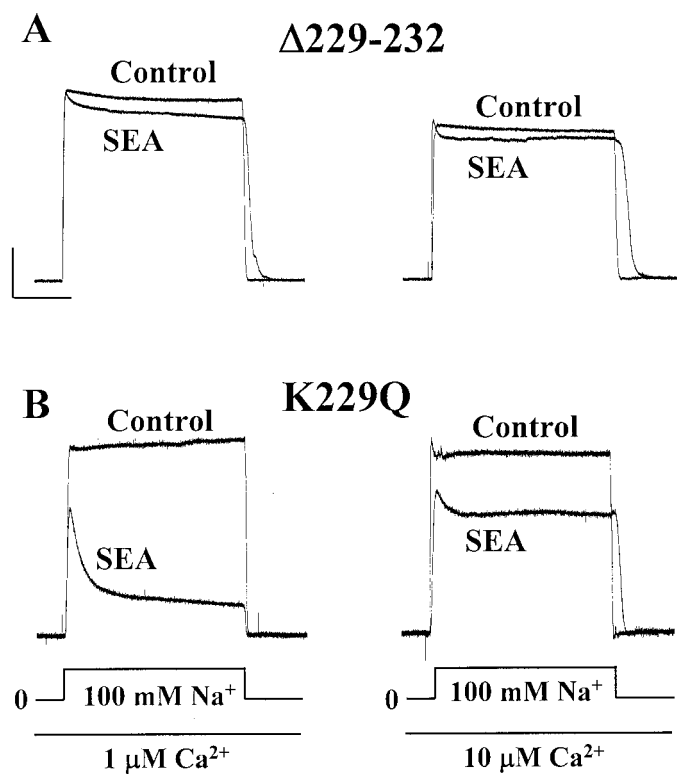 A
Δ229-232
Control
SEA
Control
SEA
B
K229Q
Control
SEA
Control
SEA
0
100 mM Na⁺
0
100 mM Na⁺
1 μM Ca²⁺
10 μM Ca²⁺